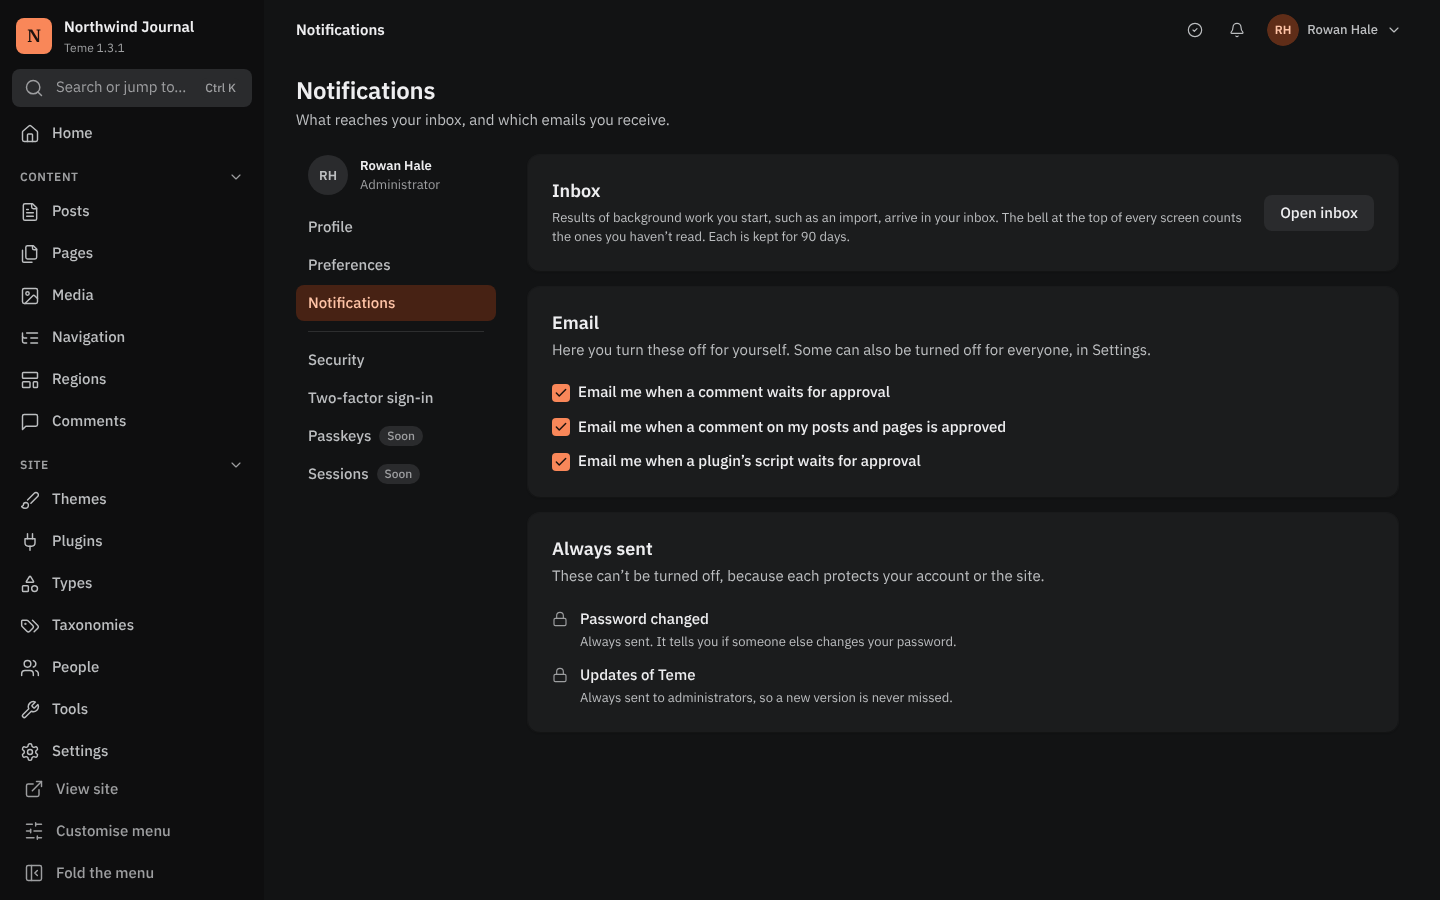 N
Northwind Journal
Teme 1.3.1
Search or jump to... Ctrl K
Home
CONTENT
Posts
Pages
Media
Navigation
Regions
Comments
SITE
Themes
Plugins
Types
Taxonomies
People
Tools
Settings
View site
Customise menu
Fold the menu
Notifications
RH Rowan Hale
Notifications
What reaches your inbox, and which emails you receive.
RH
Rowan Hale
Administrator
Profile
Preferences
Notifications
Security
Two-factor sign-in
Passkeys Soon
Sessions Soon
Inbox
Results of background work you start, such as an import, arrive in your inbox. The bell at the top of every screen counts
the ones you haven’t read. Each is kept for 90 days.
Open inbox
Email
Here you turn these off for yourself. Some can also be turned off for everyone, in Settings.
Email me when a comment waits for approval
Email me when a comment on my posts and pages is approved
Email me when a plugin’s script waits for approval
Always sent
These can’t be turned off, because each protects your account or the site.
Password changed
Always sent. It tells you if someone else changes your password.
Updates of Teme
Always sent to administrators, so a new version is never missed.